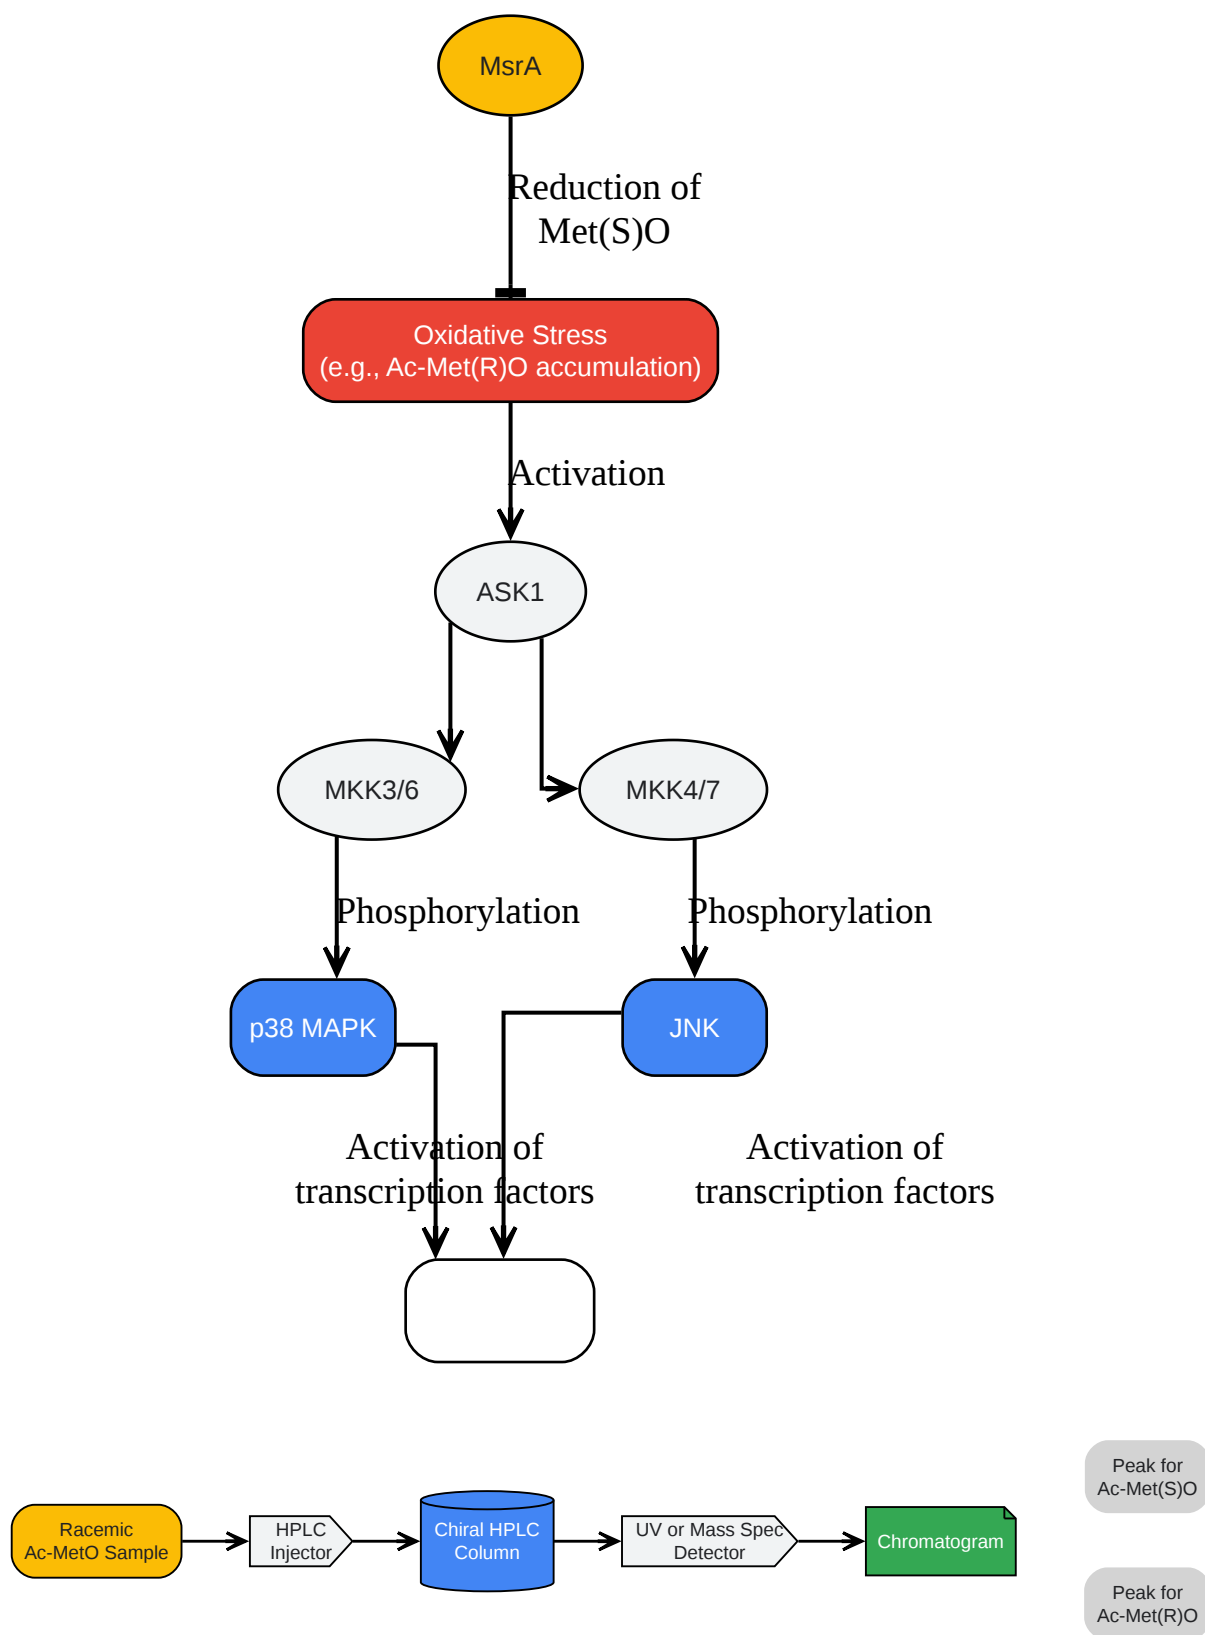 MsrA
Reduction of
Met(S)O
Oxidative Stress
(e.g., Ac-Met(R)O accumulation)
Activation
ASK1
MKK3/6
MKK4/7
Phosphorylation
Phosphorylation
p38 MAPK
JNK
Activation of
transcription factors
Activation of
transcription factors
Racemic
Ac-MetO Sample
HPLC
Injector
Chiral HPLC
Column
UV or Mass Spec
Detector
Chromatogram
Peak for
Ac-Met(S)O
Peak for
Ac-Met(R)O